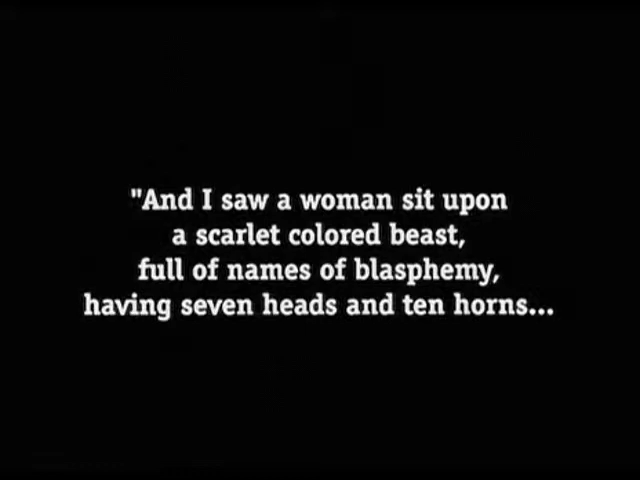 "And I saw a woman sit upon
a scarlet colored beast,
full of names of blasphemy,
having seven heads and ten horns...